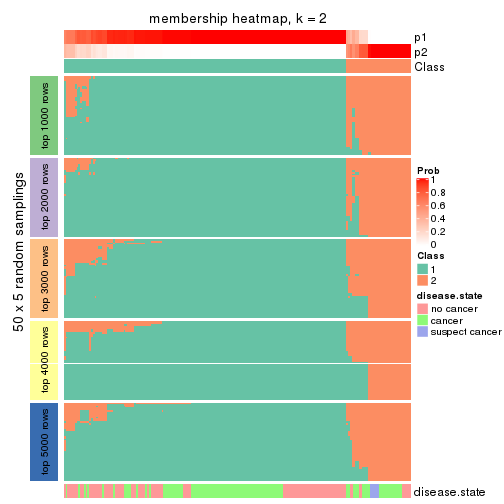 membership heatmap, k = 2
p1
p2
Class
50 x 5 random samplings
top 1000 rows
top 2000 rows
top 3000 rows
top 4000 rows
top 5000 rows
Prob
1
0.8
0.6
0.4
0.2
0
Class
1
2
disease.state
no cancer
cancer
suspect cancer
disease.state